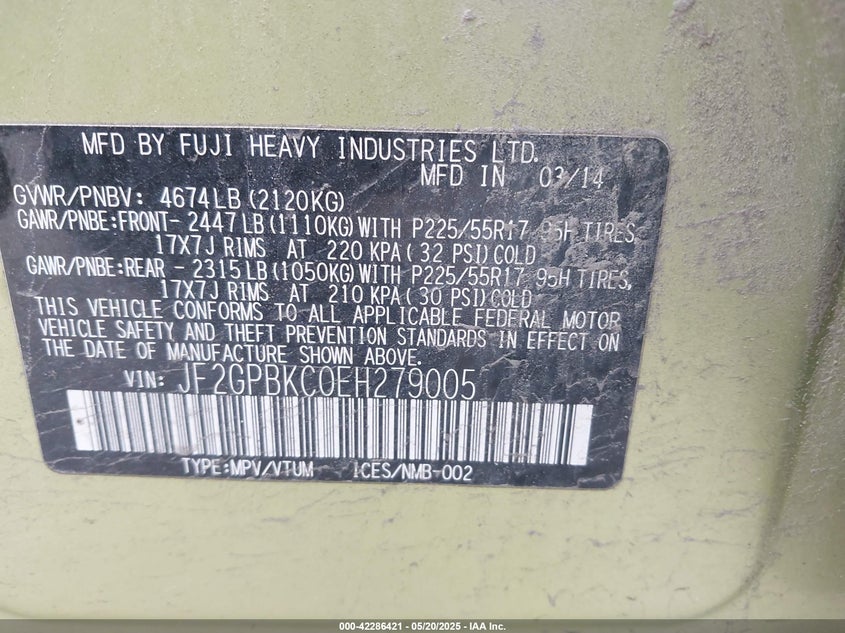 MFD BY FUJI HEAVY INDUSTRIES LTD.
MFD IN 03/14
GVWR/PNBV: 4674LB (2120KG)
GAWR/PNBE:FRONT- 2447LB(1110KG)WITH P225/55R17 95H TIRES,
17X7J RIMS AT 220 KPA( 32 PSI)COLD
GAWR/PNBE:REAR - 2315LB(1050KG)WITH P225/55R17 95H TIRES,
17X7J RIMS AT 210 KPA( 30 PSI)COLD
THIS VEHICLE CONFORMS TO ALL APPLICABLE FEDERAL MOTOR
VEHICLE SAFETY AND THEFT PREVENTION STANDARDS IN EFFECT ON
THE DATE OF MANUFACTURE SHOWN ABOVE.
VIN: JF2GPBKC0EH279005
TYPE:MPV/VTUM ICES/NMB-002
000-42286421 - 05/20/2025 - IAA Inc.